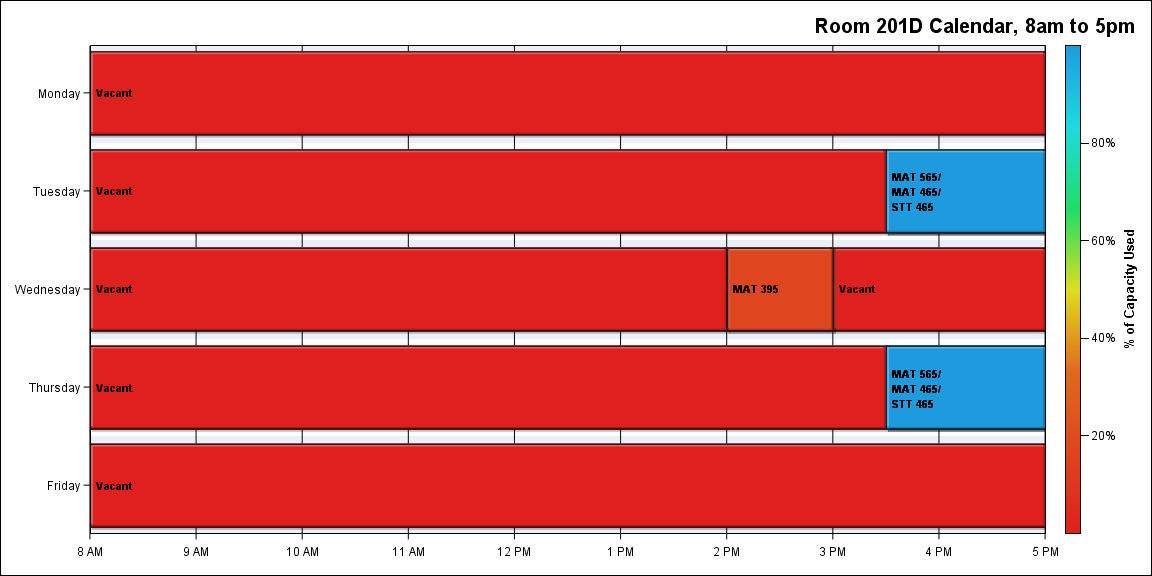 Room 201D Calendar, 8am to 5pm
Monday
Vacant
Tuesday
Vacant
MAT 565/
MAT 465/
STT 465
Wednesday
Vacant
MAT 395
Vacant
Thursday
Vacant
MAT 565/
MAT 465/
STT 465
Friday
Vacant
8 AM
9 AM
10 AM
11 AM
12 PM
1 PM
2 PM
3 PM
4 PM
5 PM
80%
60%
40%
20%
% of Capacity Used